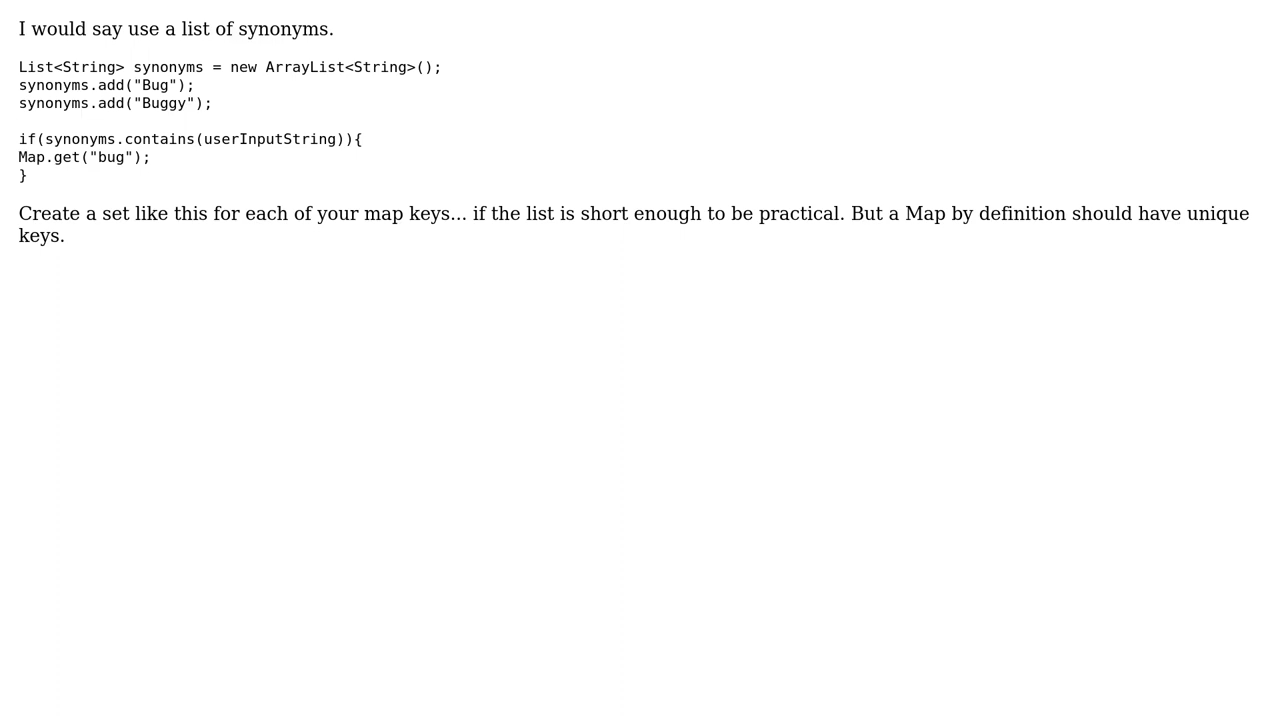 I would say use a list of synonyms.
List<String> synonyms = new ArrayList<String>();
synonyms.add("Bug");
synonyms.add("Buggy");
if(synonyms.contains(userInputString)){
Map.get("bug");
}
Create a set like this for each of your map keys... if the list is short enough to be practical. But a Map by definition should have unique
keys.